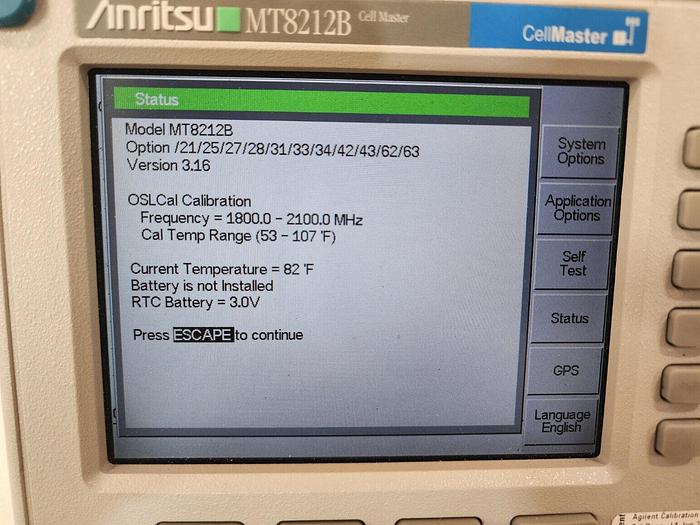 Anritsu MT8212B Cell Master
CellMaster
Status
Model MT8212B
Option /21/25/27/28/31/33/34/42/43/62/63
Version 3.16
OSLCal Calibration
Frequency = 1800.0 - 2100.0 MHz
Cal Temp Range (53 - 107 °F)
Current Temperature = 82 °F
Battery is not Installed
RTC Battery = 3.0V
Press ESCAPE to continue
System
Options
Application
Options
Self
Test
Status
GPS
Language
English
Agilent Calibration